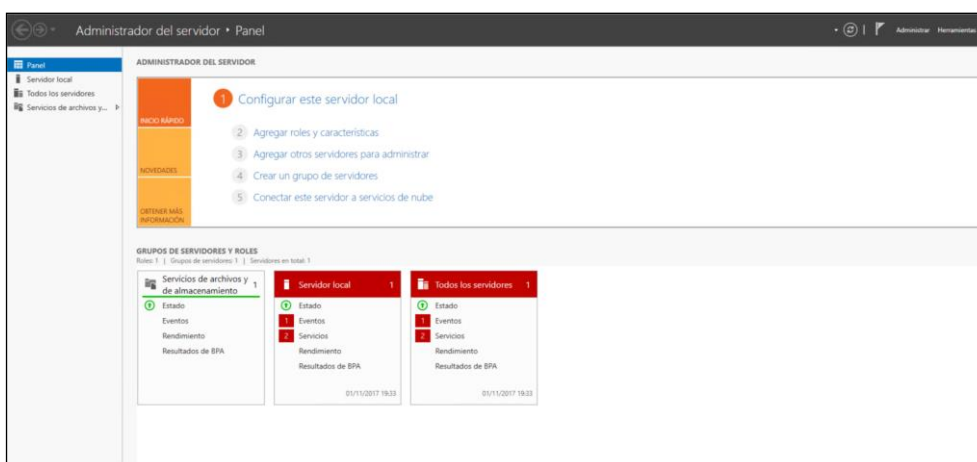 Administrador del servidor • Panel
Administrar Herramientas
Panel
Servidor local
Todos los servidores
Servicios de archivos y...
ADMINISTRADOR DEL SERVIDOR
INICIO RÁPIDO
NOVEDADES
OBTENER MÁS
INFORMACIÓN
1 Configurar este servidor local
2 Agregar roles y características
3 Agregar otros servidores para administrar
4 Crear un grupo de servidores
5 Conectar este servidor a servicios de nube
GRUPOS DE SERVIDORES Y ROLES
Roles: 1 | Grupos de servidores: 1 | Servidores en total: 1
Servicios de archivos y
de almacenamiento
1
Estado
Eventos
Rendimiento
Resultados de BPA
Servidor local 1
Estado
1 Eventos
2 Servicios
Rendimiento
Resultados de BPA
01/11/2017 19:33
Todos los servidores 1
Estado
1 Eventos
2 Servicios
Rendimiento
Resultados de BPA
01/11/2017 19:33